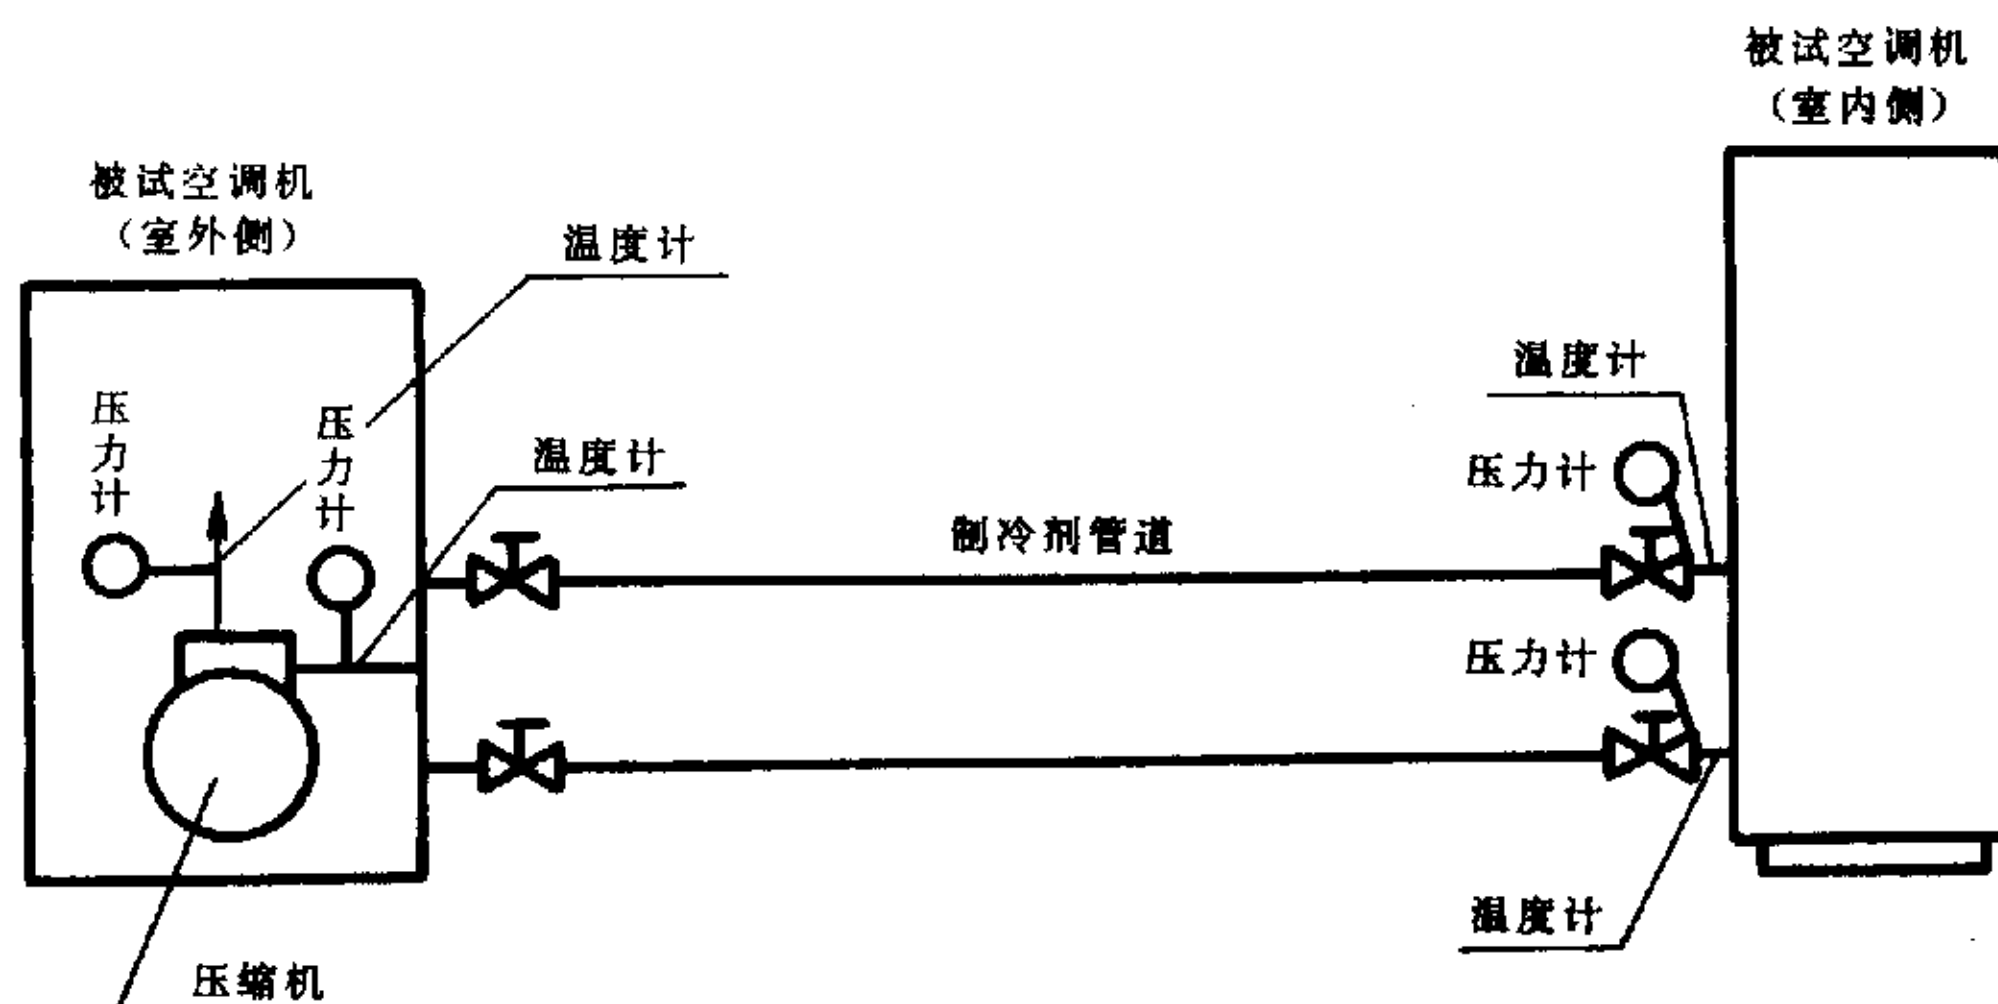 被试空调机
(室内侧)
被试空调机
(室外侧)
温度计
温度计
压力计
压力计
温度计
压力计
制冷剂管道
压力计
温度计
压缩机